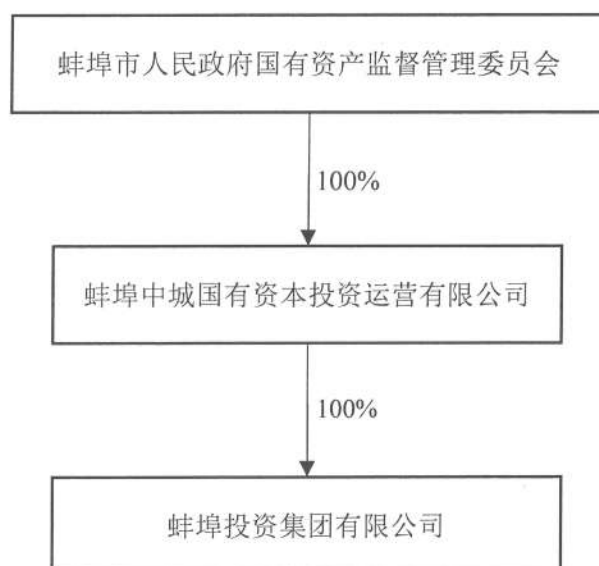 蚌埠市人民政府国有资产监督管理委员会
100%
蚌埠中城国有资本投资运营有限公司
100%
蚌埠投资集团有限公司